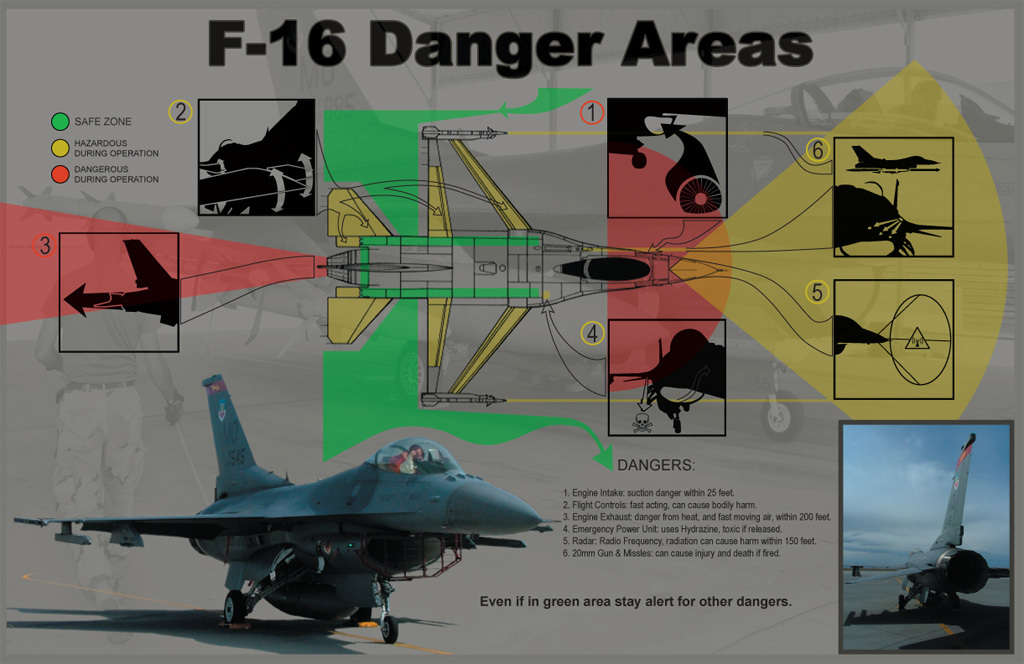 F-16 Danger Areas
SAFE ZONE
HAZARDOUS
DURING OPERATION
DANGEROUS
DURING OPERATION
2
1
6
3
5
4
DANGERS:
1. Engine Intake: suction danger within 25 feet.
2, Flight Controls: fast acting, can cause bodily harm.
3. Engine Exhaust: danger from heat, and fast moving air, within 200 feet.
4. Emergency Power Unit: uses Hydrazine, toxic if released.
5. Radar: Radio Frequency, radiation can cause harm within 150 feet.
6. 20mm Gun & Missles: can cause injury and death if fired.
Even if in green area stay alert for other dangers.
MO
1545